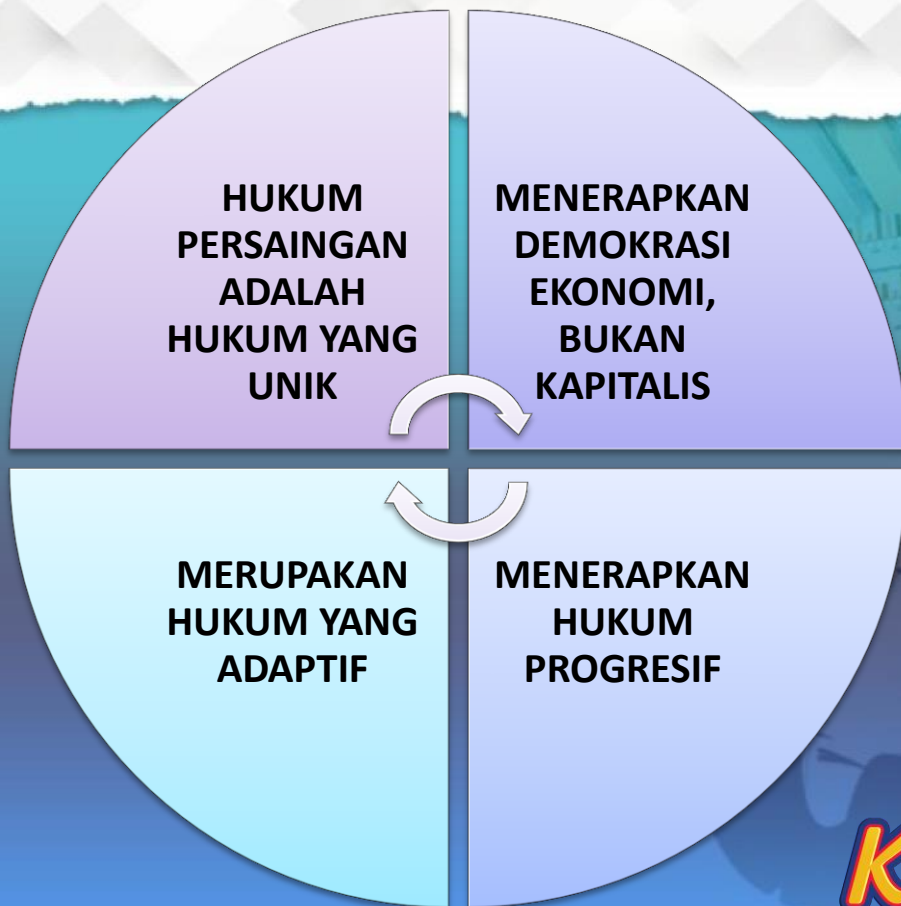 HUKUM
PERSAINGAN
ADALAH
HUKUM YANG
UNIK
MENERAPKAN
DEMOKRASI
EKONOMI,
BUKAN
KAPITALIS
MERUPAKAN
HUKUM YANG
ADAPTIF
MENERAPKAN
HUKUM
PROGRESIF
K